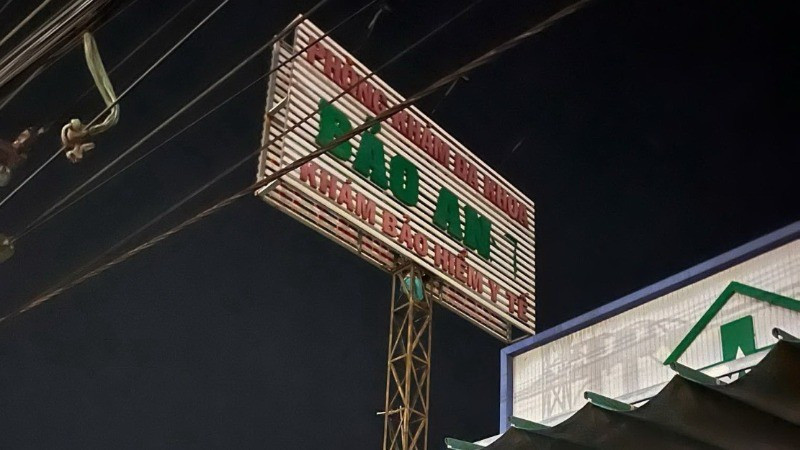 PHÒNG KHÁM ĐA KHOA
BẢO AN
KHÁM BẢO HIỂM Y TẾ